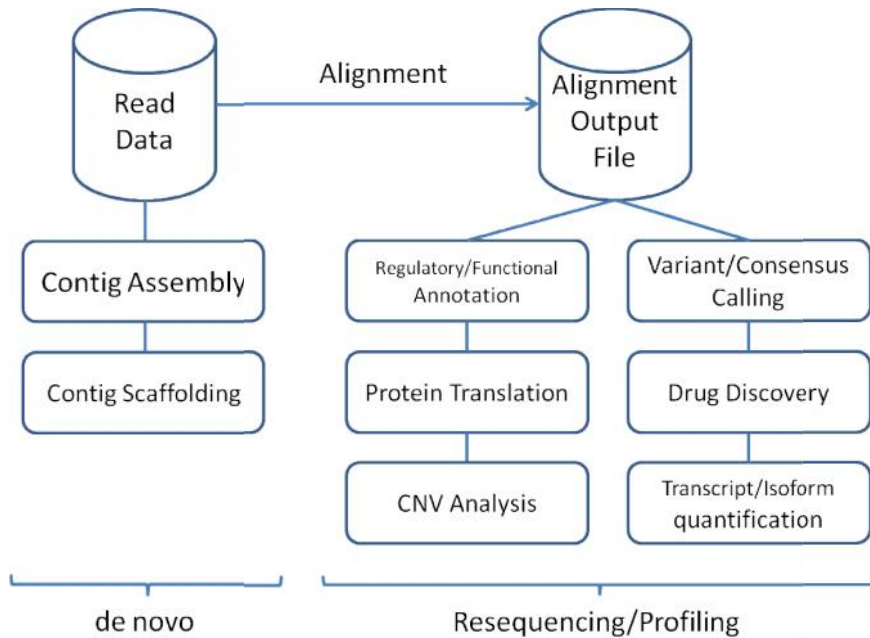 Read
Data
Alignment
Alignment
Output
File
Contig Assembly
Contig Scaffolding
Regulatory/Functional
Annotation
Protein Translation
CNV Analysis
Variant/Consensus
Calling
Drug Discovery
Transcript/Isoform
quantification
de novo
Resequencing/Profiling